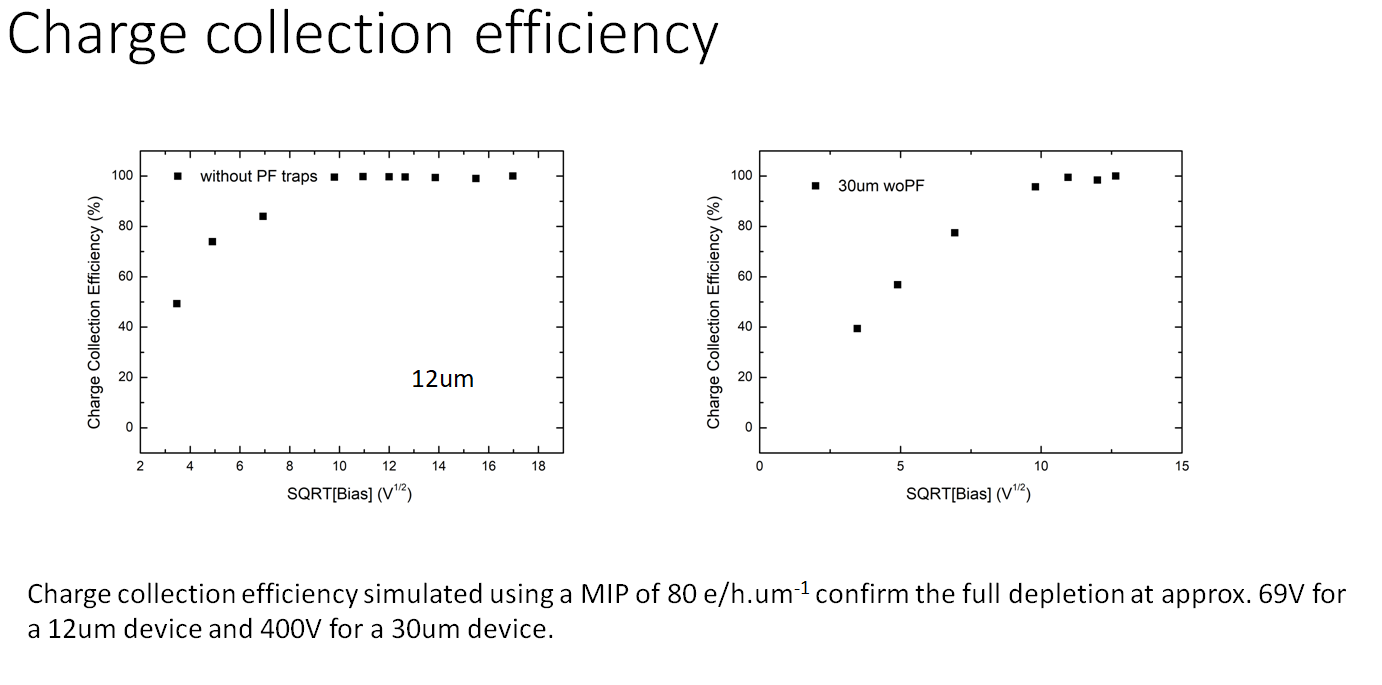 Charge collection efficiency
Charge Collection Efficiency (%)
100
80
60
40
20
0
without PF traps
12um
2 4 6 8 10 12 14 16 18
SQRT[Bias] (V1/2)
Charge Collection Efficiency (%)
100
80
60
40
20
0
30um woPF
0 5 10 15
SQRT[Bias] (V1/2)
Charge collection efficiency simulated using a MIP of 80 e/h.um-1 confirm the full depletion at approx. 69V for
a 12um device and 400V for a 30um device.